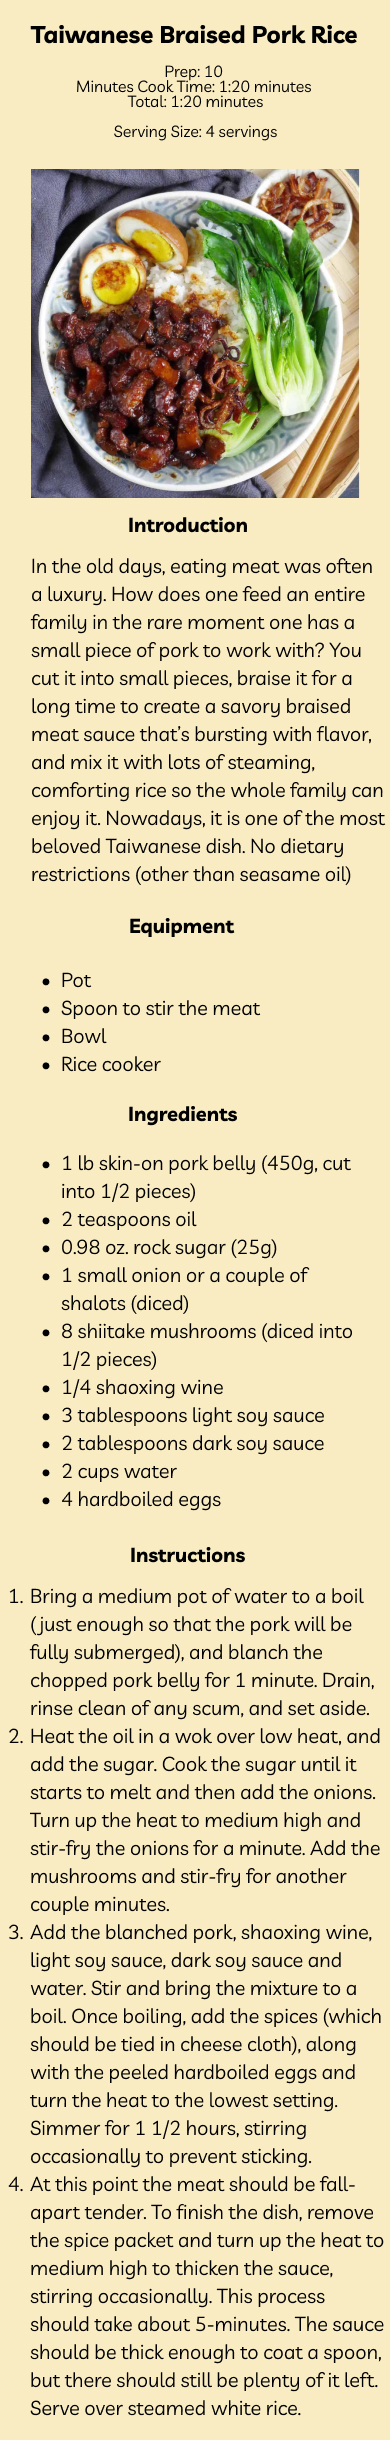 Taiwanese Braised Pork Rice
Prep: 10
Minutes Cook Time: 1:20 minutes
Total: 1:20 minutes
Serving Size: 4 servings
Introduction
In the old days, eating meat was often
a luxury. How does one feed an entire
family in the rare moment one has a
small piece of pork to work with? You
cut it into small pieces, braise it for a
long time to create a savory braised
meat sauce that's bursting with flavor,
and mix it with lots of steaming,
comforting rice so the whole family can
enjoy it. Nowadays, it is one of the most
beloved Taiwanese dish. No dietary
restrictions (other than seasame oil)
Equipment
• Pot
• Spoon to stir the meat
• Bowl
• Rice cooker
Ingredients
• 1 lb skin-on pork belly (450g, cut
into 1/2 pieces)
• 2 teaspoons oil
• 0.98 oz. rock sugar (25g)
• 1 small onion or a couple of
shalots (diced)
• 8 shiitake mushrooms (diced into
1/2 pieces)
• 1/4 shaoxing wine
• 3 tablespoons light soy sauce
• 2 tablespoons dark soy sauce
• 2 cups water
• 4 hardboiled eggs
Instructions
1. Bring a medium pot of water to a boil
(just enough so that the pork will be
fully submerged), and blanch the
chopped pork belly for 1 minute. Drain,
rinse clean of any scum, and set aside.
2. Heat the oil in a wok over low heat, and
add the sugar. Cook the sugar until it
starts to melt and then add the onions.
Turn up the heat to medium high and
stir-fry the onions for a minute. Add the
mushrooms and stir-fry for another
couple minutes.
3. Add the blanched pork, shaoxing wine,
light soy sauce, dark soy sauce and
water. Stir and bring the mixture to a
boil. Once boiling, add the spices (which
should be tied in cheese cloth), along
with the peeled hardboiled eggs and
turn the heat to the lowest setting.
Simmer for 1 1/2 hours, stirring
occasionally to prevent sticking.
4. At this point the meat should be fall-
apart tender. To finish the dish, remove
the spice packet and turn up the heat to
medium high to thicken the sauce,
stirring occasionally. This process
should take about 5-minutes. The sauce
should be thick enough to coat a spoon,
but there should still be plenty of it left.
Serve over steamed white rice.